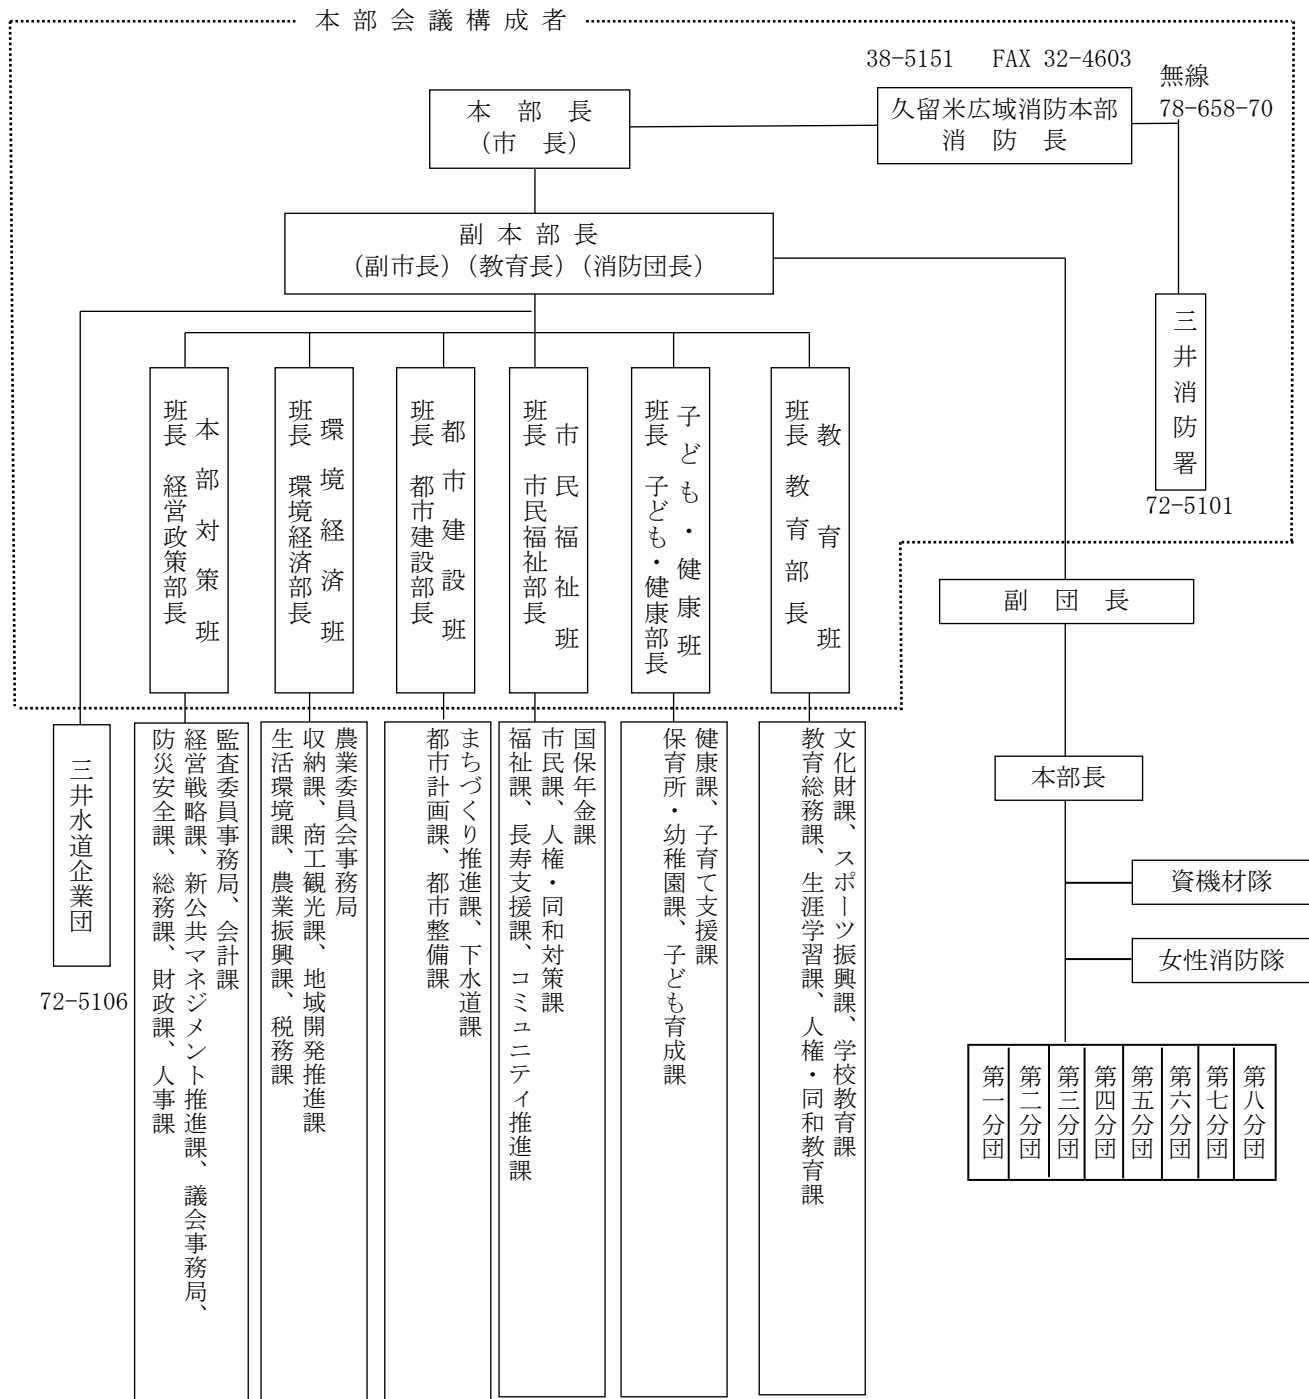 本部会議構成者
38-5151 FAX 32-4603
無線
78-658-70
本部長
(市長)
久留米広域消防本部
消防長
副本部長
(副市長)(教育長)(消防団長)
三井消防署
72-5101
本部対策班
班長 経営政策部長
環境経済班
班長 環境経済部長
都市建設班
班長 都市建設部長
市民福祉班
班長 市民福祉部長
子ども・健康班
班長 子ども・健康部長
教育班
班長 教育部長
副団長
本部長
資機材隊
女性消防隊
第一分団
第二分団
第三分団
第四分団
第五分団
第六分団
第七分団
第八分団
三井水道企業団
72-5106
防災安全課、総務課、財政課、人事課
経営戦略課、新公共マネジメント推進課、議会事務局、
監査委員事務局、会計課
生活環境課、農業振興課、税務課
収納課、商工観光課、地域開発推進課
農業委員会事務局
都市計画課、都市整備課
まちづくり推進課、下水道課
福祉課、長寿支援課、コミュニティ推進課
市民課、人権・同和対策課
国保年金課
保育所・幼稚園課、子ども育成課
健康課、子育て支援課
教育総務課、生涯学習課、人権・同和教育課
文化財課、スポーツ振興課、学校教育課